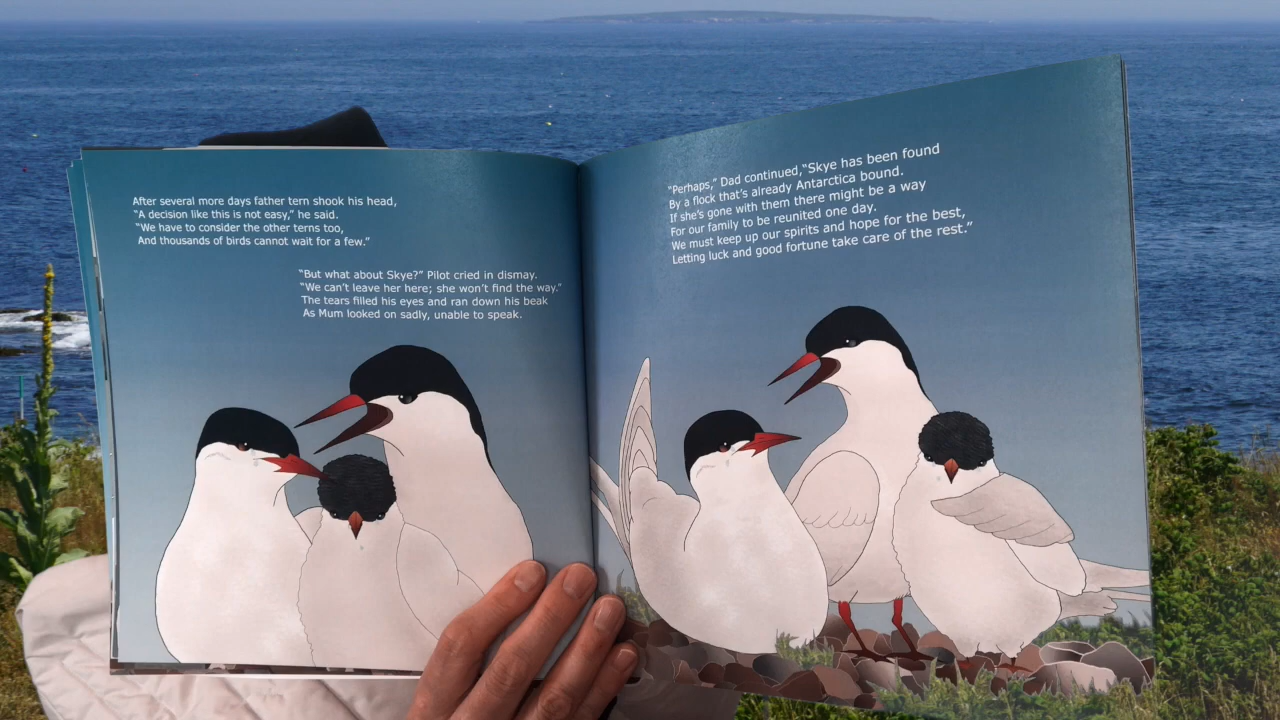 After several more days father tern shook his head,
"A decision like this is not easy," he said.
"We have to consider the other terns too,
And thousands of birds cannot wait for a few."
"But what about Skye?" Pilot cried in dismay.
"We can't leave her here; she won't find the way."
The tears filled his eyes and ran down his beak
As Mum looked on sadly, unable to speak.
"Perhaps," Dad continued,"Skye has been found
By a flock that's already Antarctica bound.
If she's gone with them there might be a way
For our family to be reunited one day.
We must keep up our spirits and hope for the best,
Letting luck and good fortune take care of the rest."